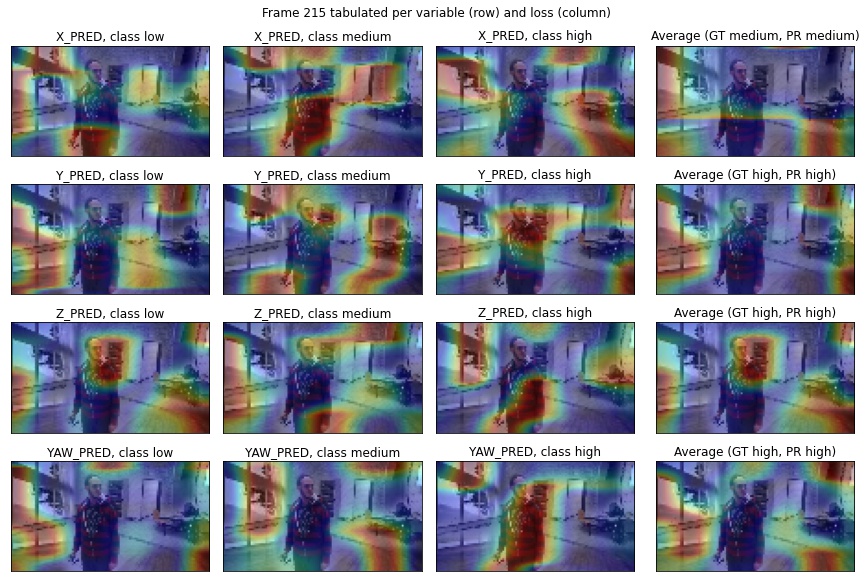 Frame 215 tabulated per variable (row) and loss (column)
X_PRED, class low
X_PRED, class medium
X_PRED, class high
Average (GT medium, PR medium)
Y_PRED, class low
Y_PRED, class medium
Y_PRED, class high
Average (GT high, PR high)
Z_PRED, class low
Z_PRED, class medium
Z_PRED, class high
Average (GT high, PR high)
YAW_PRED, class low
YAW_PRED, class medium
YAW_PRED, class high
Average (GT high, PR high)